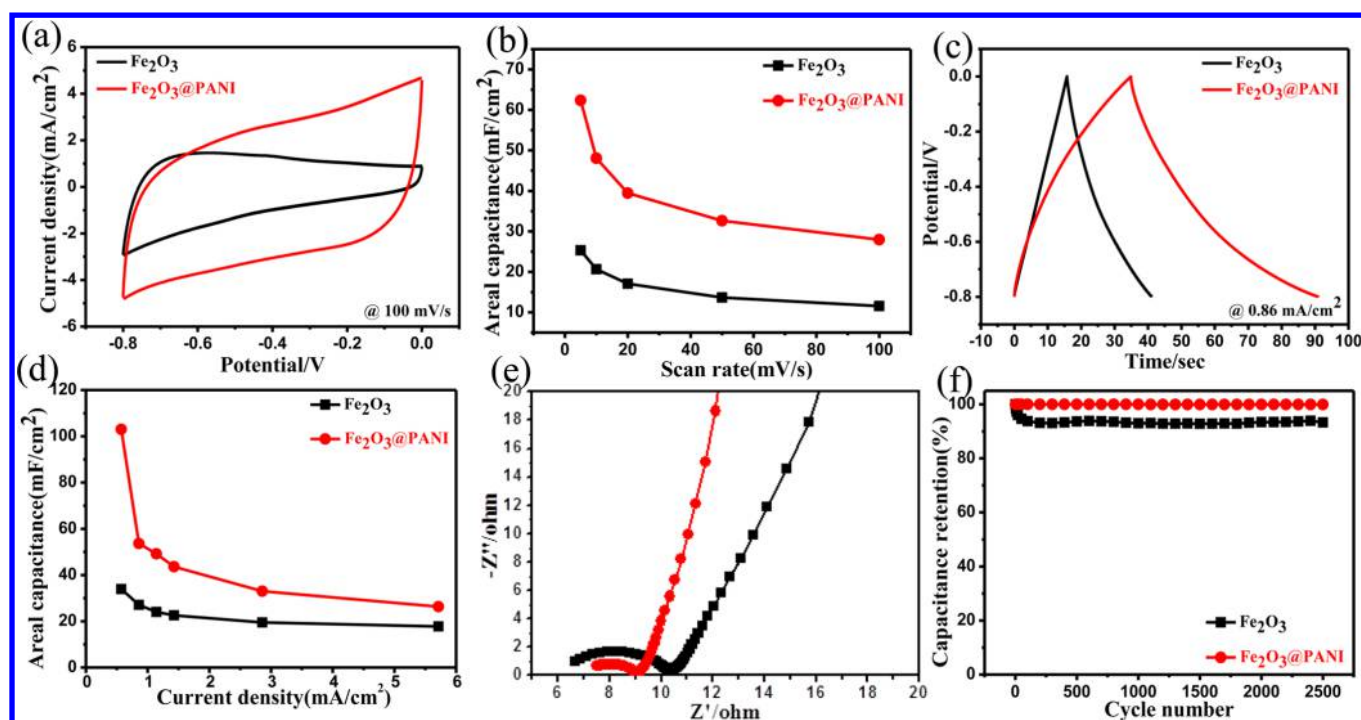 (a)
Fe₂O₃
Fe₂O₃@PANI
Current density(mA/cm²)
6
4
2
0
-2
-4
-6
-0.8 -0.6 -0.4 -0.2 0.0
@ 100 mV/s
Potential/V
(b)
Fe₂O₃
Fe₂O₃@PANI
Areal capacitance(mF/cm²)
70
60
50
40
30
20
10
0 20 40 60 80 100
Scan rate(mV/s)
(c)
Fe₂O₃
Fe₂O₃@PANI
Potential/V
0.0
-0.2
-0.4
-0.6
-0.8
@ 0.86 mA/cm²
0 10 20 30 40 50 60 70 80 90 100
Time/sec
(d)
Fe₂O₃
Fe₂O₃@PANI
Areal capacitance(mF/cm²)
120
100
80
60
40
20
0
0 1 2 3 4 5 6
Current density(mA/cm²)
(e)
-Z''/ohm
20
18
16
14
12
10
8
6
4
2
0
6 8 10 12 14 16 18 20
Z'/ohm
(f)
Capacitance retention(%)
100
80
60
40
20
0
Fe₂O₃
Fe₂O₃@PANI
0 500 1000 1500 2000 2500
Cycle number